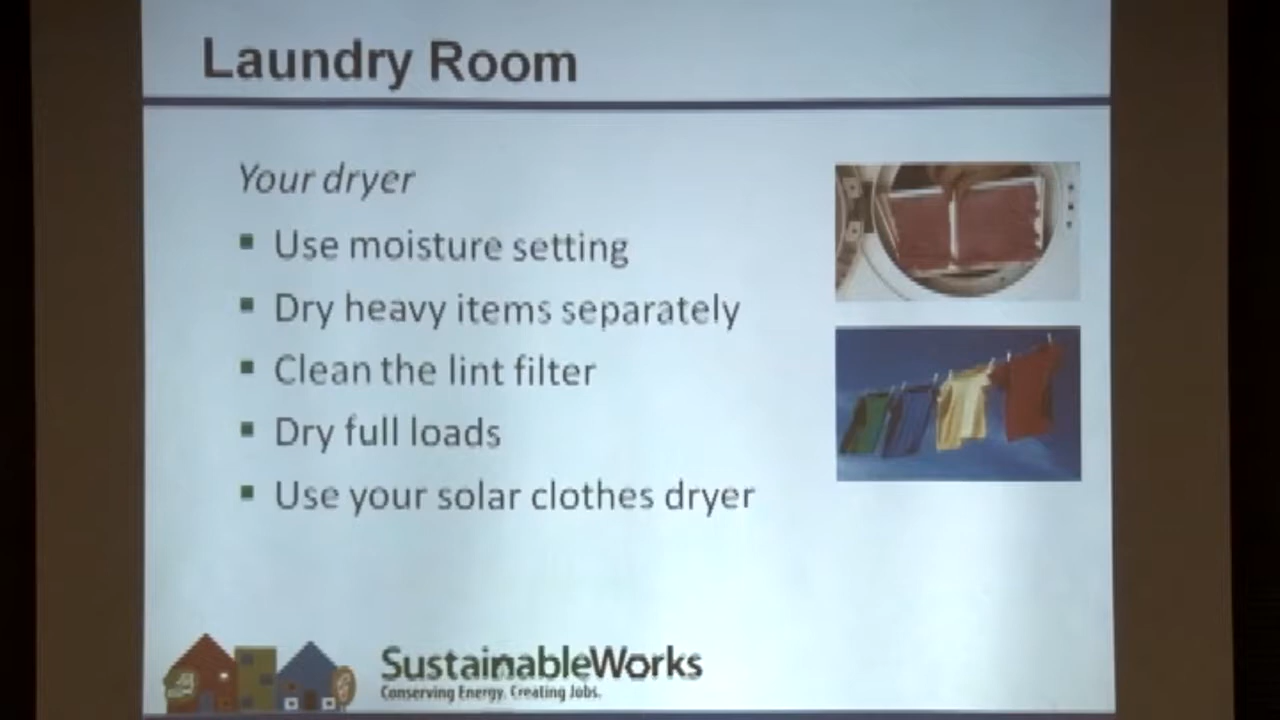 Laundry Room
Your dryer
▪ Use moisture setting
▪ Dry heavy items separately
▪ Clean the lint filter
▪ Dry full loads
▪ Use your solar clothes dryer
SustainableWorks
Conserving Energy. Creating Jobs.